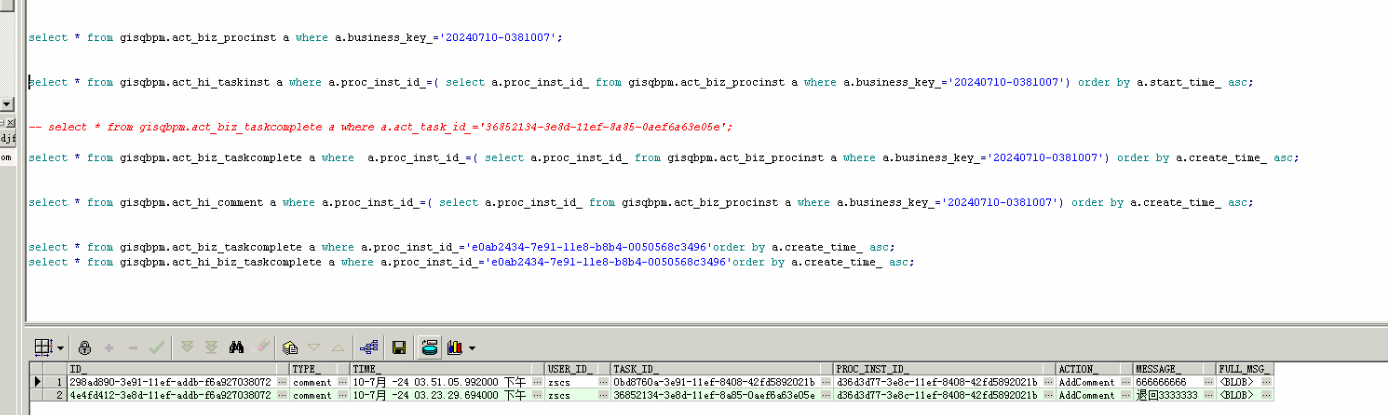 select * from gisqbpm.act_biz_procinst a where a.business_key_='20240710-0381007';
select * from gisqbpm.act_hi_taskinst a where a.proc_inst_id_=( select a.proc_inst_id_ from gisqbpm.act_biz_procinst a where a.business_key_='20240710-0381007') order by a.start_time_ asc;
-- select * from gisqbpm.act_biz_taskcomplete a where a.act_task_id_='36852134-3e8d-11ef-8a85-0aef6a63e05e';
djf
om
select * from gisqbpm.act_biz_taskcomplete a where  a.proc_inst_id_=( select a.proc_inst_id_ from gisqbpm.act_biz_procinst a where a.business_key_='20240710-0381007') order by a.create_time_ asc;
select * from gisqbpm.act_hi_comment a where a.proc_inst_id_=( select a.proc_inst_id_ from gisqbpm.act_biz_procinst a where a.business_key_='20240710-0381007') order by a.create_time_ asc;
select * from gisqbpm.act_biz_taskcomplete a where a.proc_inst_id_='e0ab2434-7e91-11e8-b8b4-0050568c3496'order by a.create_time_ asc;
select * from gisqbpm.act_hi_biz_taskcomplete a where a.proc_inst_id_='e0ab2434-7e91-11e8-b8b4-0050568c3496'order by a.create_time_ asc;
ID_ TYPE_ TIME_ USER_ID_ TASK_ID_ PROC_INST_ID_ ACTION_ MESSAGE_ FULL_MSG_
1 298ad890-3e91-11ef-addb-f6a927038072 ··· comment ··· 10-7月 -24 03.51.05.992000 下午 ··· zscs ··· 0bd8760a-3e91-11ef-8408-42fd5892021b ··· d36d3d77-3e8c-11ef-8408-42fd5892021b ··· AddComment ··· 666666666 ··· <BLOB> ···
2 4e4fd412-3e8d-11ef-addb-f6a927038072 ··· comment ··· 10-7月 -24 03.23.29.694000 下午 ··· zscs ··· 36852134-3e8d-11ef-8a85-0aef6a63e05e ··· d36d3d77-3e8c-11ef-8408-42fd5892021b ··· AddComment ··· 退回3333333 ··· <BLOB> ···